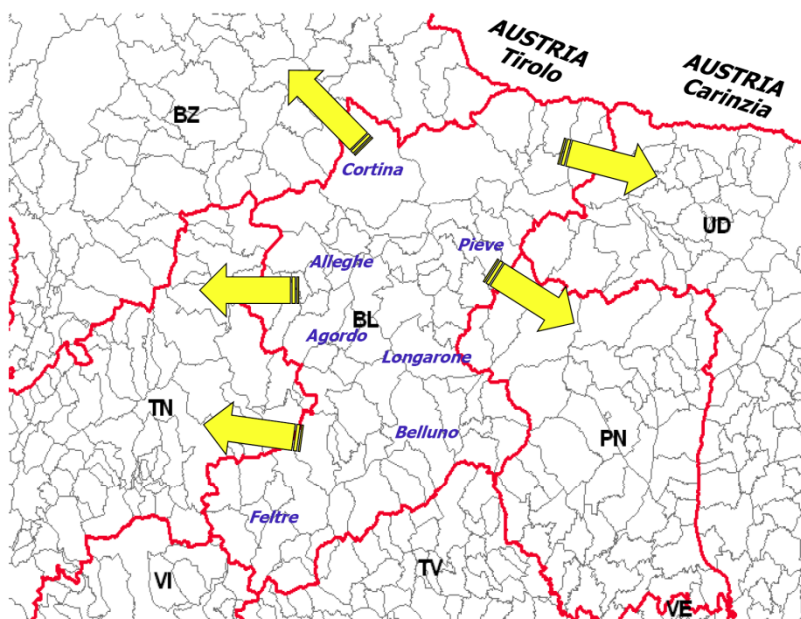 AUSTRIA
Tirolo
AUSTRIA
Carinzia
BZ
Cortina
UD
Pieve
Alleghe
BL
Agordo
Longarone
TN
Belluno
PN
Feltre
TV
VI
VE